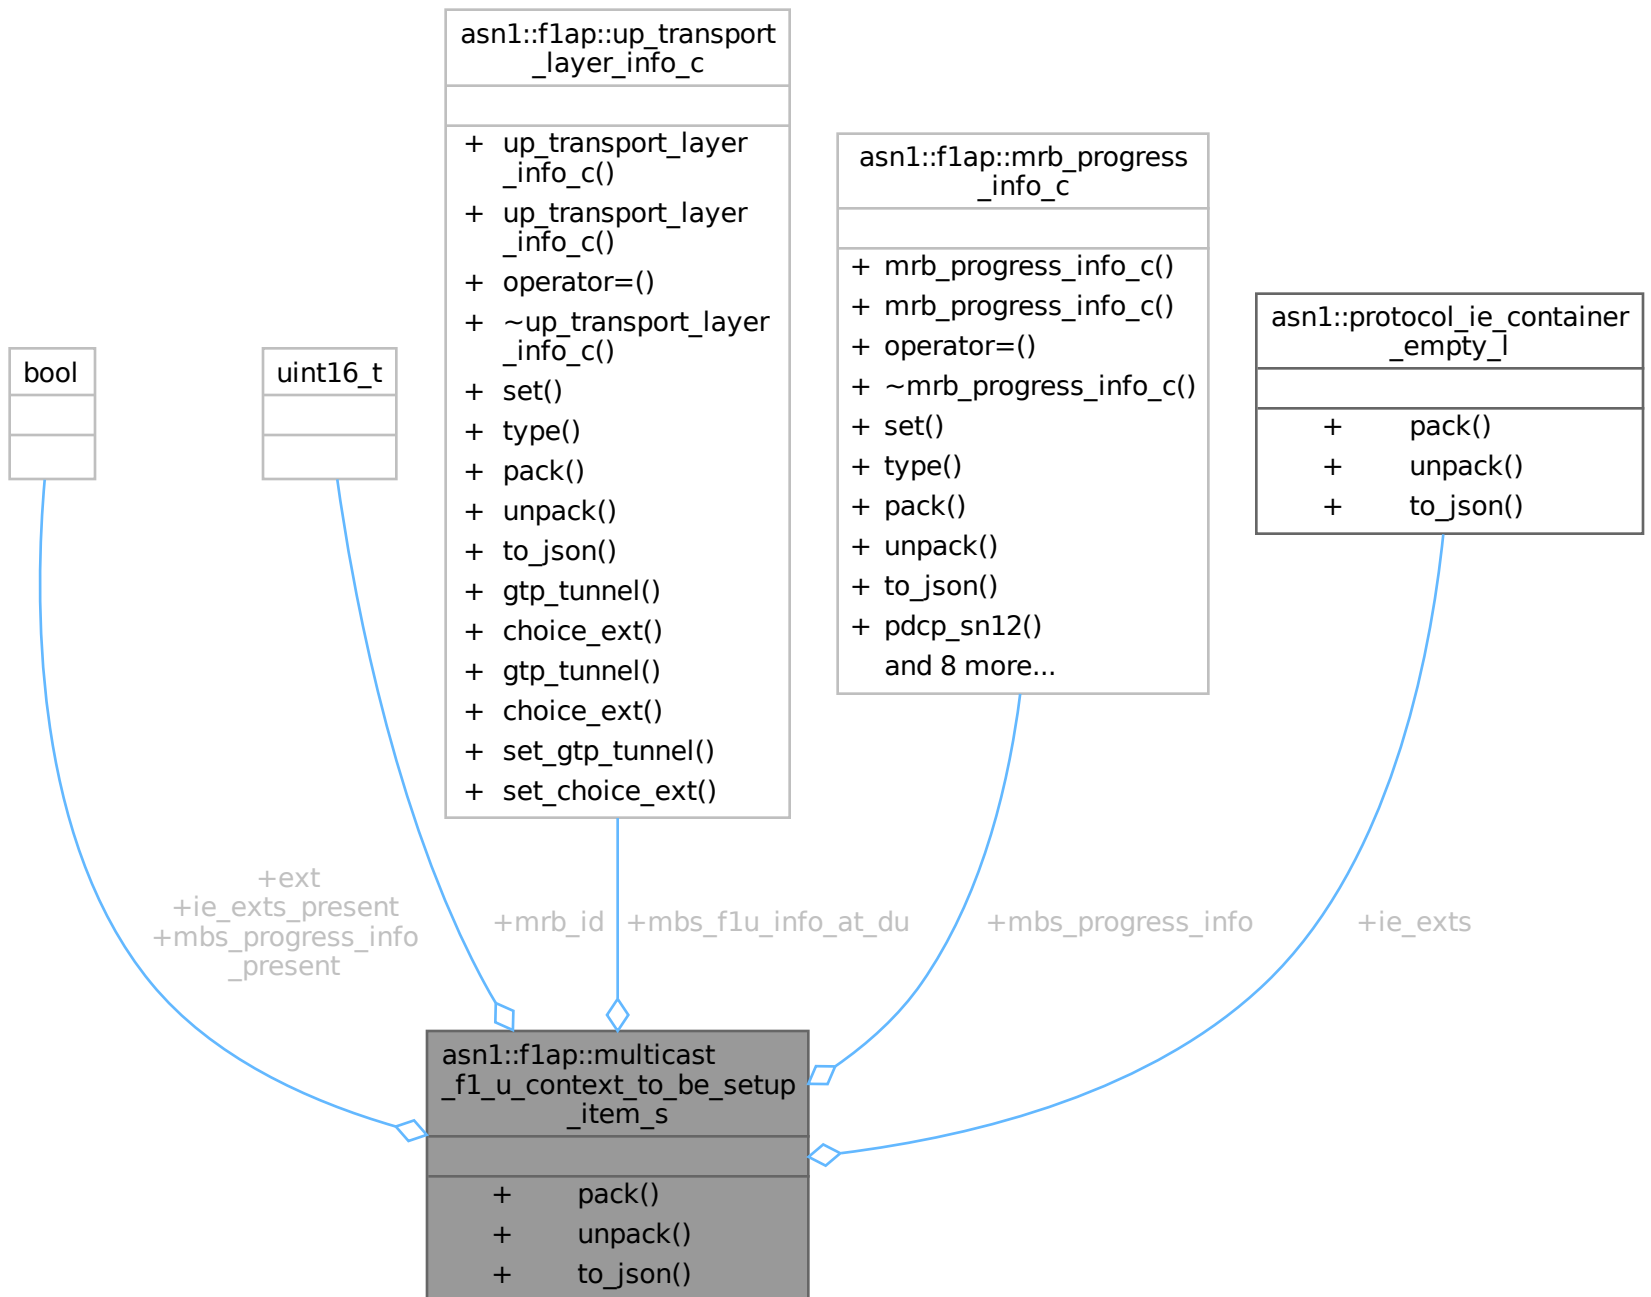 asn1::f1ap::up_transport
_layer_info_c
+ up_transport_layer
_info_c()
+ up_transport_layer
_info_c()
+ operator=()
+ ~up_transport_layer
_info_c()
+ set()
+ type()
+ pack()
+ unpack()
+ to_json()
+ gtp_tunnel()
+ choice_ext()
+ gtp_tunnel()
+ choice_ext()
+ set_gtp_tunnel()
+ set_choice_ext()
asn1::f1ap::mrb_progress
_info_c
+ mrb_progress_info_c()
+ mrb_progress_info_c()
+ operator=()
+ ~mrb_progress_info_c()
+ set()
+ type()
+ pack()
+ unpack()
+ to_json()
+ pdcp_sn12()
and 8 more...
asn1::protocol_ie_container
_empty_l
+ pack()
+ unpack()
+ to_json()
bool
uint16_t
+ext
+ie_exts_present
+mbs_progress_info
_present
+mrb_id
+mbs_f1u_info_at_du
+mbs_progress_info
+ie_exts
asn1::f1ap::multicast
_f1_u_context_to_be_setup
_item_s
+ pack()
+ unpack()
+ to_json()